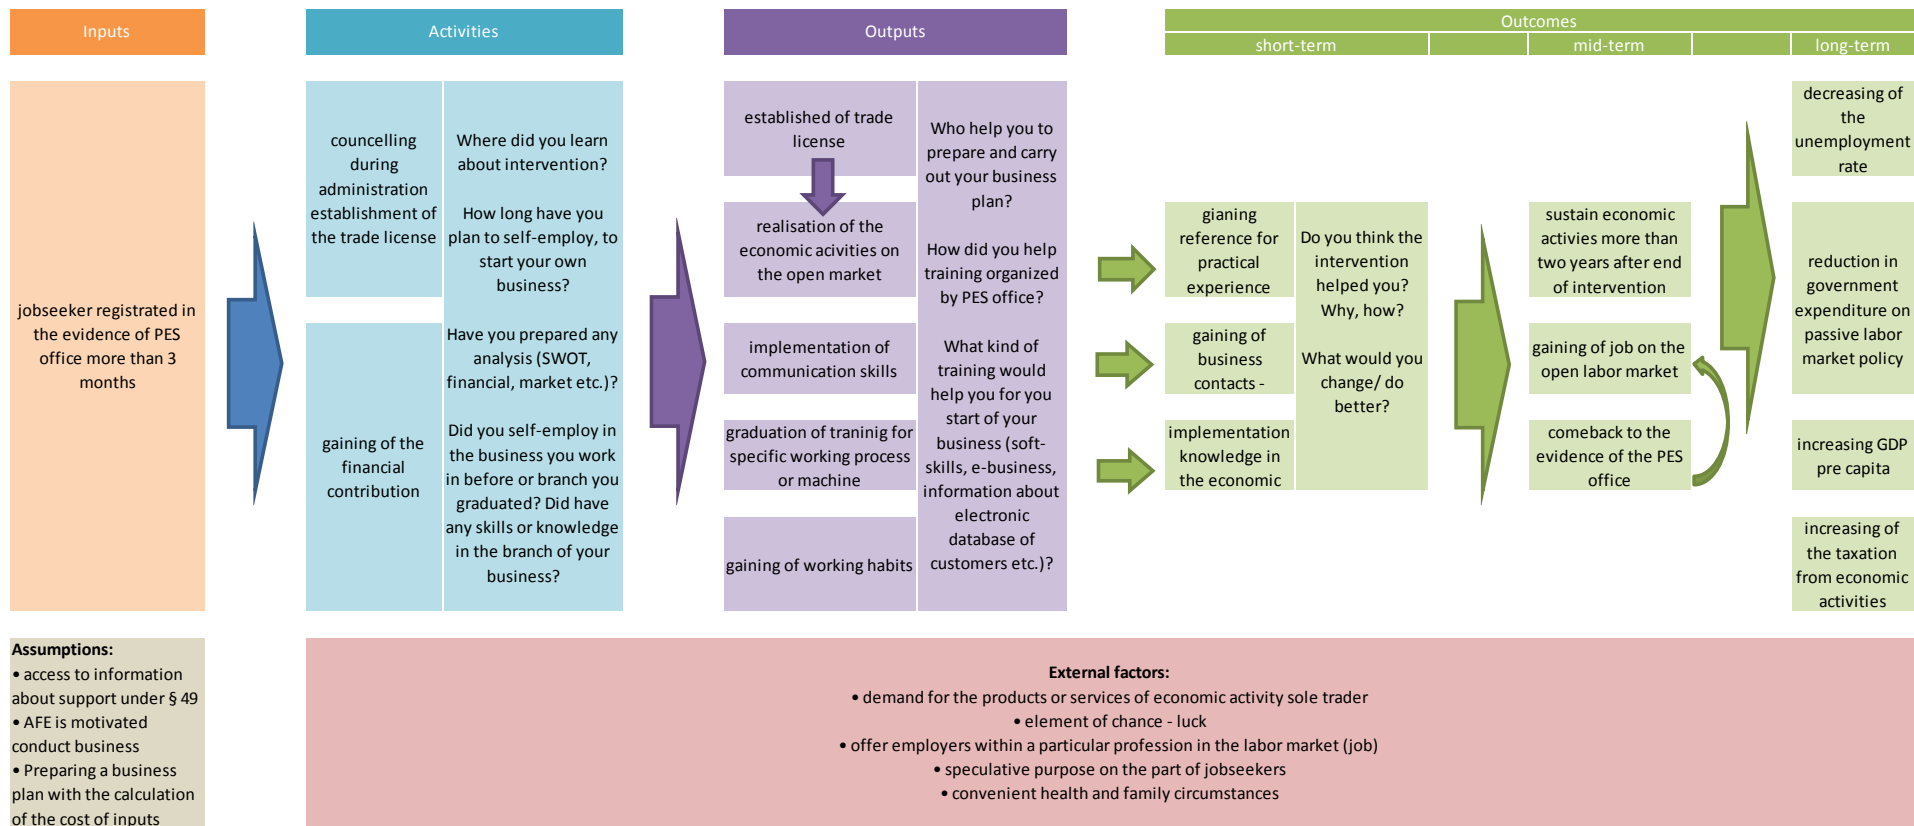 Inputs
Activities
Outputs
Outcomes
short-term
mid-term
long-term
jobseeker registrated in
the evidence of PES
office more than 3
months
councelling
during
administration
establishment of
the trade license
gaining of the
financial
contribution
Where did you learn
about intervention?
How long have you
plan to self-employ, to
start your own
business?
Have you prepared any
analysis (SWOT,
financial, market etc.)?
Did you self-employ in
the business you work
in before or branch you
graduated? Did have
any skills or knowledge
in the branch of your
business?
established of trade
license
realisation of the
economic acivities on
the open market
implementation of
communication skills
graduation of traninig for
specific working process
or machine
gaining of working habits
Who help you to
prepare and carry
out your business
plan?
How did you help
training organized
by PES office?
What kind of
training would
help you for you
start of your
business (soft-
skills, e-business,
information about
electronic
database of
customers etc.)?
gianing
reference for
practical
experience
gaining of
business
contacts -
implementation
knowledge in
the economic
Do you think the
intervention
helped you?
Why, how?
What would you
change/ do
better?
sustain economic
activies more than
two years after end
of intervention
gaining of job on the
open labor market
comeback to the
evidence of the PES
office
decreasing of
the
unemployment
rate
reduction in
government
expenditure on
passive labor
market policy
increasing GDP
pre capita
increasing of
the taxation
from economic
activities
Assumptions:
• access to information
about support under § 49
• AFE is motivated
conduct business
• Preparing a business
plan with the calculation
of the cost of inputs
External factors:
• demand for the products or services of economic activity sole trader
• element of chance - luck
• offer employers within a particular profession in the labor market (job)
• speculative purpose on the part of jobseekers
• convenient health and family circumstances